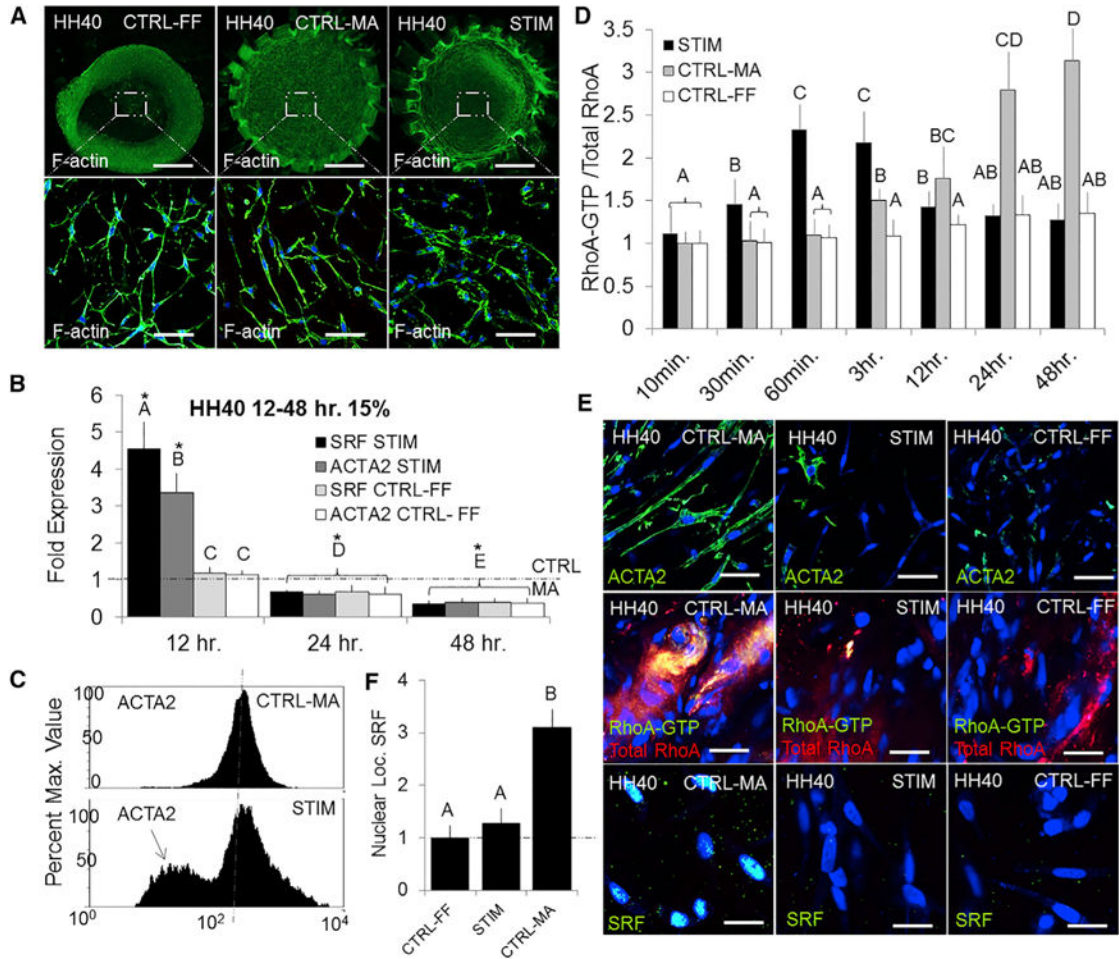 A
HH40 CTRL-FF
HH40 CTRL-MA
HH40 STIM
F-actin
F-actin
F-actin
F-actin
F-actin
F-actin
B
HH40 12-48 hr. 15%
Fold Expression
6
5
4
3
2
1
0
* A
* B
C
C
* D
* E
SRF STIM
ACTA2 STIM
SRF CTRL-FF
ACTA2 CTRL- FF
CTRL
MA
12 hr.
24 hr.
48 hr.
C
Percent Max. Value
100
50
0
ACTA2
CTRL-MA
100
50
0
ACTA2
STIM
10⁰
10²
10⁴
D
RhoA-GTP /Total RhoA
3.5
3
2.5
2
1.5
1
0.5
0
STIM
CTRL-MA
CTRL-FF
A
B
A
C
A
C
B
A
B
BC
A
AB
CD
AB
AB
D
AB
10min.
30min.
60min.
3hr.
12hr.
24hr.
48hr.
E
HH40 CTRL-MA
ACTA2
HH40 STIM
ACTA2
HH40 CTRL-FF
ACTA2
HH40 CTRL-MA
RhoA-GTP
Total RhoA
HH40 STIM
RhoA-GTP
Total RhoA
HH40 CTRL-FF
RhoA-GTP
Total RhoA
HH40 CTRL-MA
SRF
HH40 STIM
SRF
HH40 CTRL-FF
SRF
F
Nuclear Loc. SRF
4
3
2
1
0
A
A
B
CTRL-FF
STIM
CTRL-MA